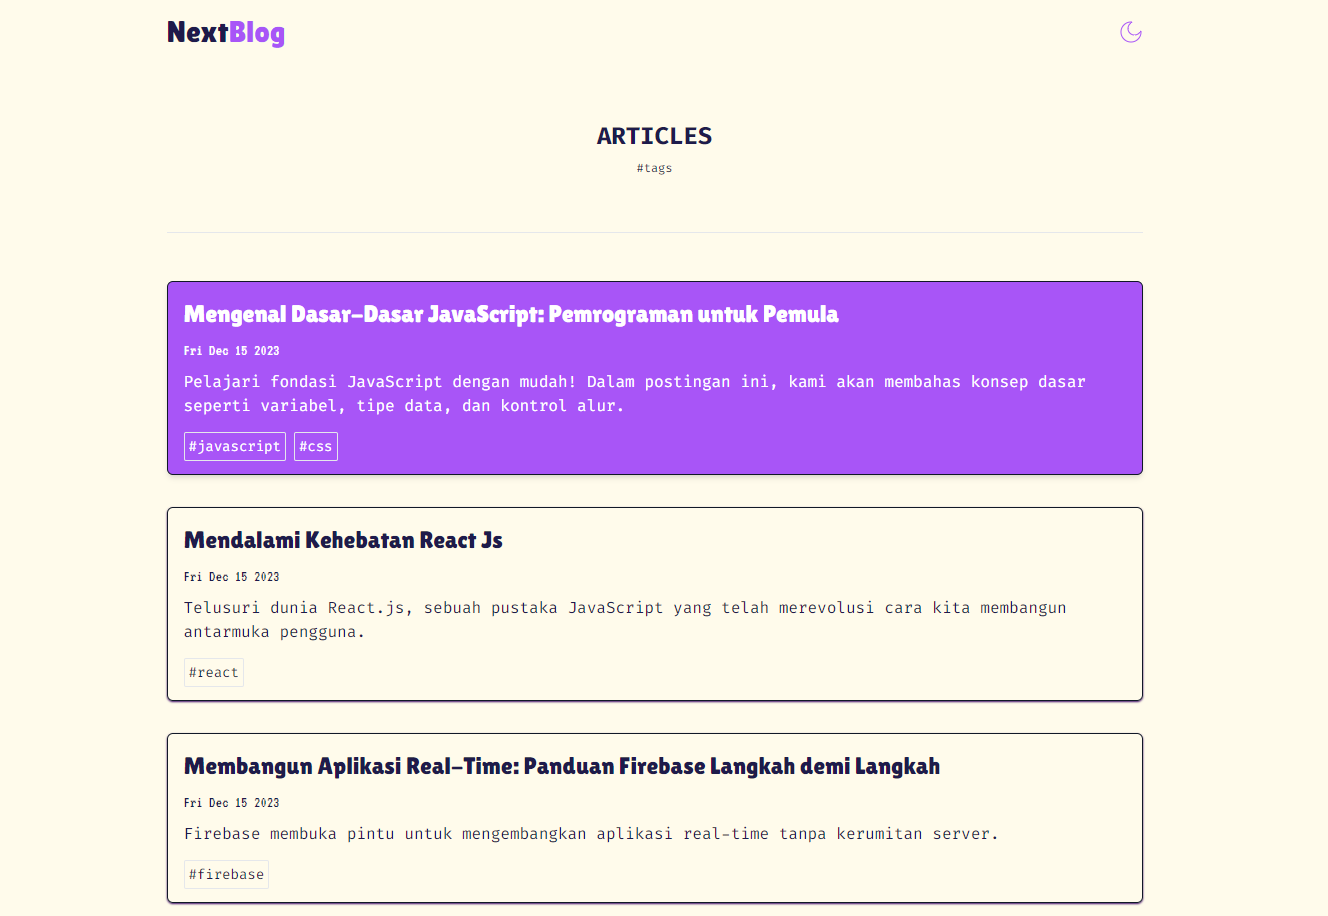 NextBlog
ARTICLES
#tags
Mengenal Dasar-Dasar JavaScript: Pemrograman untuk Pemula
Fri Dec 15 2023
Pelajari fondasi JavaScript dengan mudah! Dalam postingan ini, kami akan membahas konsep dasar
seperti variabel, tipe data, dan kontrol alur.
#javascript #css
Mendalami Kehebatan React Js
Fri Dec 15 2023
Telusuri dunia React.js, sebuah pustaka JavaScript yang telah merevolusi cara kita membangun
antarmuka pengguna.
#react
Membangun Aplikasi Real-Time: Panduan Firebase Langkah demi Langkah
Fri Dec 15 2023
Firebase membuka pintu untuk mengembangkan aplikasi real-time tanpa kerumitan server.
#firebase